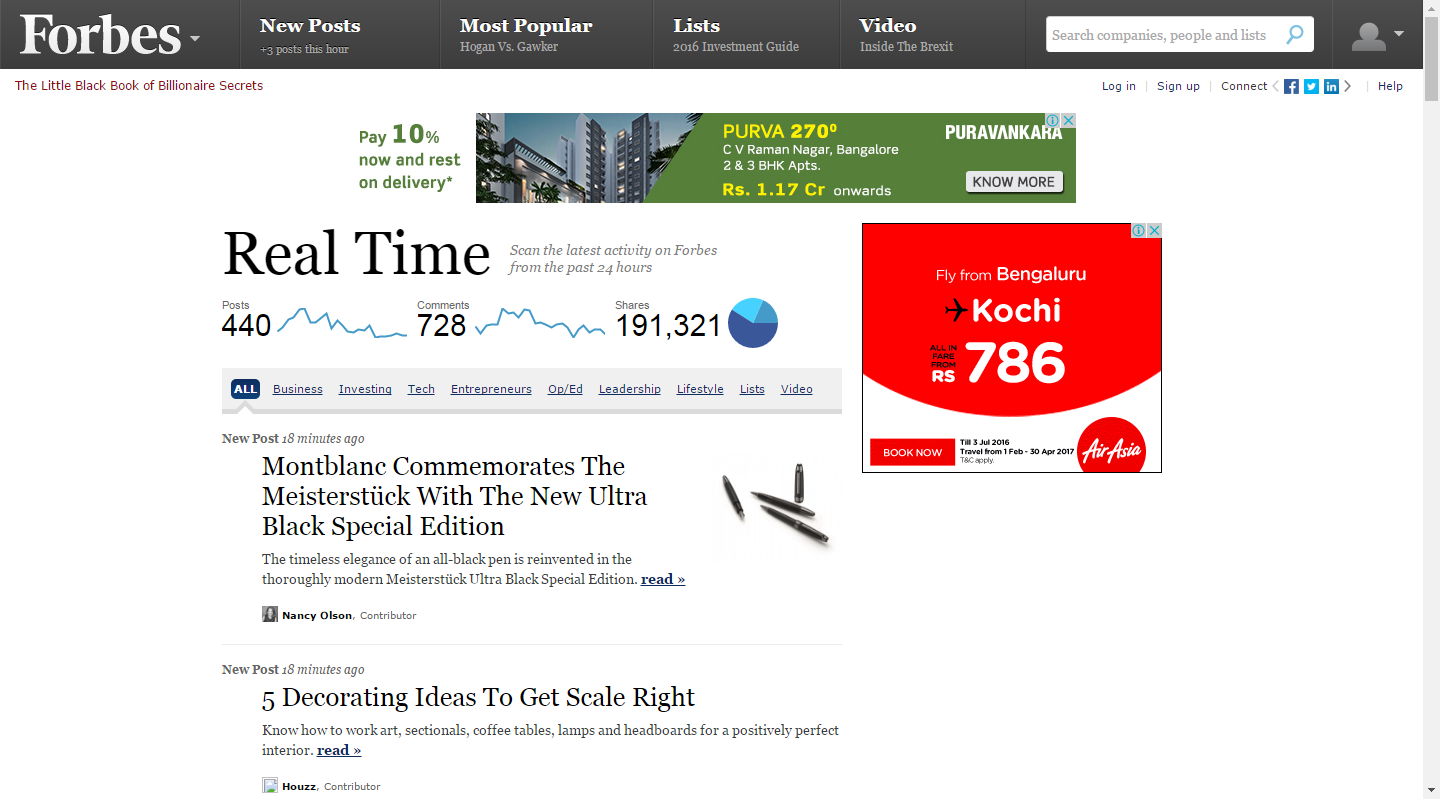 Forbes
New Posts
+3 posts this hour
Most Popular
Hogan Vs. Gawker
Lists
2016 Investment Guide
Video
Inside The Brexit
Search companies, people and lists
The Little Black Book of Billionaire Secrets
Log in | Sign up | Connect
Help
Pay 10%
now and rest
on delivery*
PURVA 270⁰
C V Raman Nagar, Bangalore
2 & 3 BHK Apts.
Rs. 1.17 Cr onwards
PURAVANKARA
KNOW MORE
Real Time
Scan the latest activity on Forbes
from the past 24 hours
Posts
440
Comments
728
Shares
191,321
ALL Business Investing Tech Entrepreneurs Op/Ed Leadership Lifestyle Lists Video
New Post 18 minutes ago
Montblanc Commemorates The
Meisterstück With The New Ultra
Black Special Edition
The timeless elegance of an all-black pen is reinvented in the
thoroughly modern Meisterstück Ultra Black Special Edition. read »
Nancy Olson, Contributor
New Post 18 minutes ago
5 Decorating Ideas To Get Scale Right
Know how to work art, sectionals, coffee tables, lamps and headboards for a positively perfect
interior. read »
Houzz, Contributor
Fly from Bengaluru
Kochi
ALL IN
FARE
FROM
RS 786
BOOK NOW
Till 3 Jul 2016
Travel from 1 Feb - 30 Apr 2017
T&C apply.
AirAsia